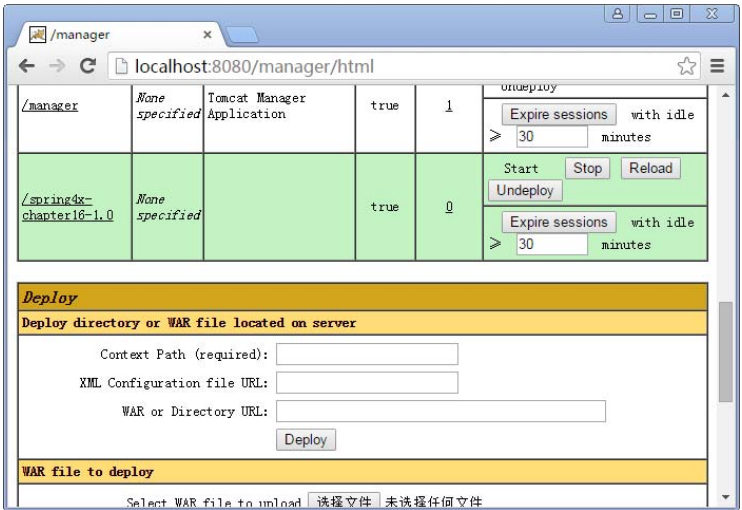 /manager
localhost:8080/manager/html
/manager None specified Tomcat Manager Application true 1 Undeploy
Expire sessions with idle
≥ 30 minutes
/spring4x-chapter16-1.0 None specified true 0 Start Stop Reload
Undeploy
Expire sessions with idle
≥ 30 minutes
Deploy
Deploy directory or WAR file located on server
Context Path (required):
XML Configuration file URL:
WAR or Directory URL:
Deploy
WAR file to deploy
Select WAR file to upload 选择文件 未选择任何文件